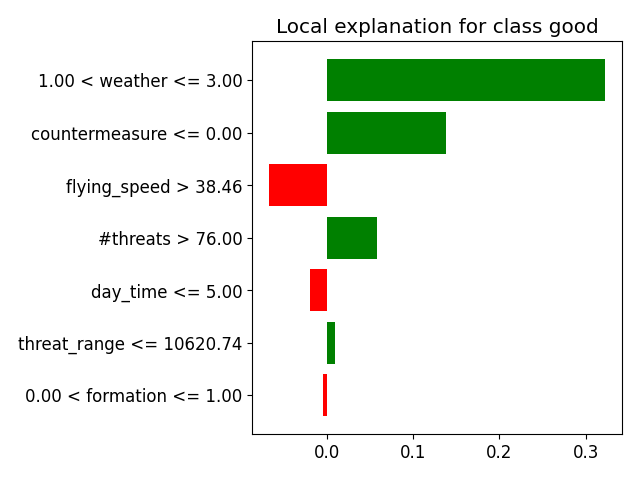 Local explanation for class good
1.00 < weather <= 3.00
countermeasure <= 0.00
flying_speed > 38.46
#threats > 76.00
day_time <= 5.00
threat_range <= 10620.74
0.00 < formation <= 1.00
0.0 0.1 0.2 0.3